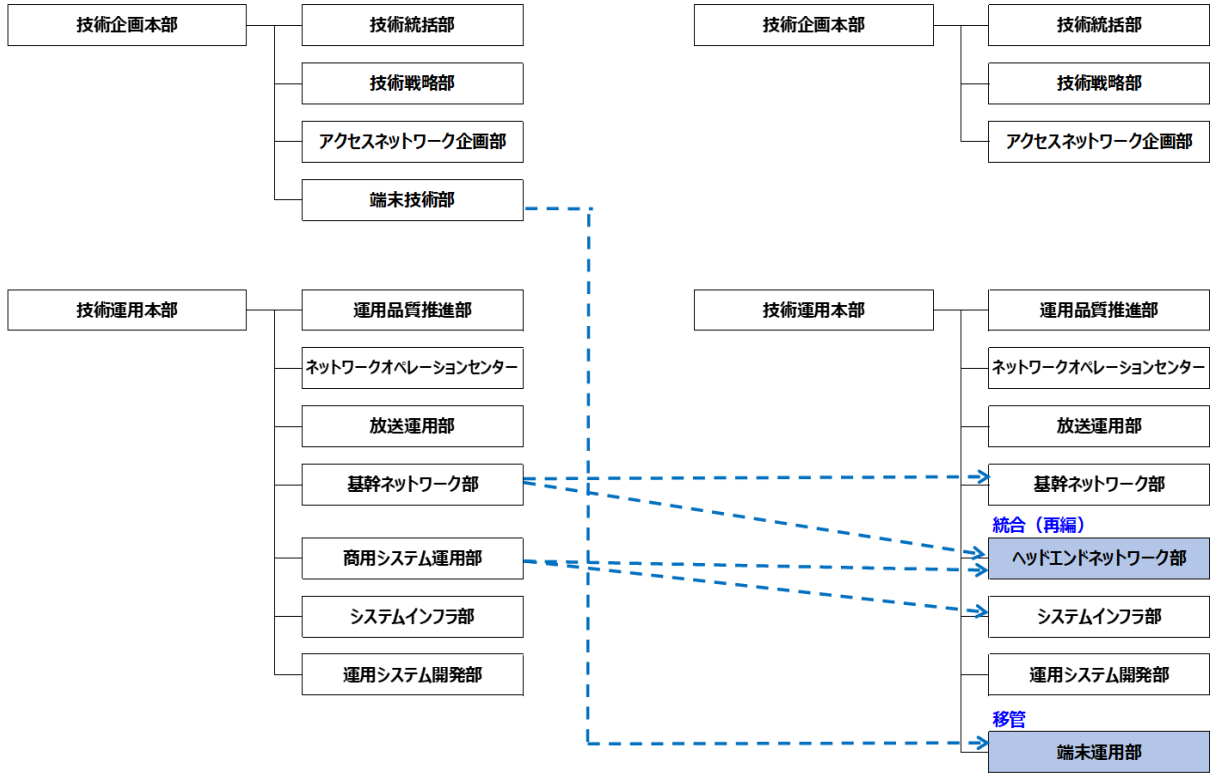 技術企画本部
技術統括部
技術戦略部
アクセスネットワーク企画部
端末技術部
技術運用本部
運用品質推進部
ネットワークオペレーションセンター
放送運用部
基幹ネットワーク部
商用システム運用部
システムインフラ部
運用システム開発部
技術企画本部
技術統括部
技術戦略部
アクセスネットワーク企画部
技術運用本部
運用品質推進部
ネットワークオペレーションセンター
放送運用部
基幹ネットワーク部
統合（再編）
ヘッドエンドネットワーク部
システムインフラ部
運用システム開発部
移管
端末運用部